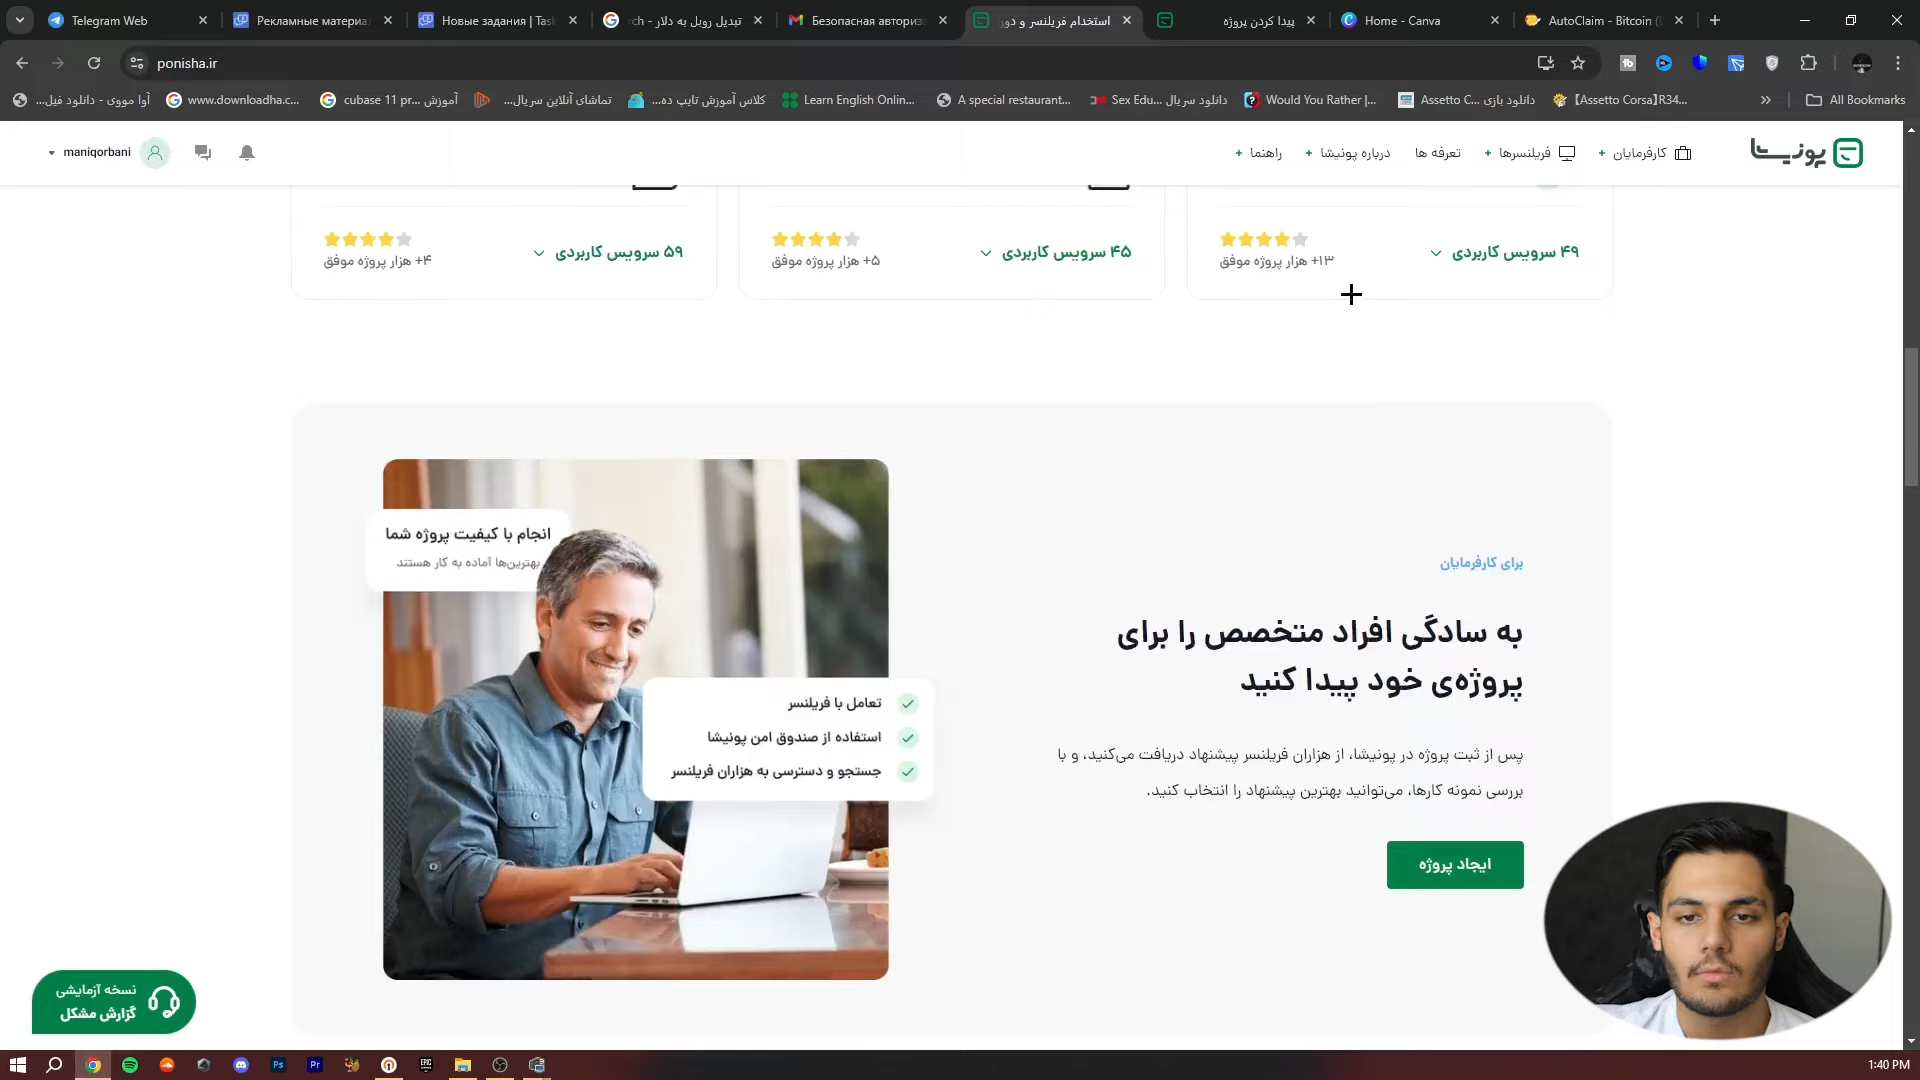 Telegram Web
Рекламные материа
Новые задания | Task
تبدیل روبل به دلار - rch
Безопасная авториза
استخدام فریلنسر و دور
پیدا کردن پروژه
Home - Canva
AutoClaim - Bitcoin (
ponisha.ir
آوا مووی - دانلود فیل...
www.downloadha.c...
آموزش cubase 11 pr...
تماشای آنلاین سریال...
کلاس آموزش تایپ ده...
Learn English Onlin...
A special restaurant...
دانلود سریال Sex Edu...
Would You Rather |...
دانلود بازی Assetto C...
【Assetto Corsa】R34...
All Bookmarks
پونیشا
کارفرمایان +
فریلنسرها +
تعرفه ها
درباره پونیشا +
راهنما +
maniqorbani
۴۹ سرویس کاربردی
۱۳+ هزار پروژه موفق
۴۵ سرویس کاربردی
۵+ هزار پروژه موفق
۵۹ سرویس کاربردی
۴+ هزار پروژه موفق
انجام با کیفیت پروژه شما
بهترین‌ها آماده به کار هستند
تعامل با فریلنسر
استفاده از صندوق امن پونیشا
جستجو و دسترسی به هزاران فریلنسر
برای کارفرمایان
به سادگی افراد متخصص را برای
پروژه‌ی خود پیدا کنید
پس از ثبت پروژه در پونیشا، از هزاران فریلنسر پیشنهاد دریافت می‌کنید، و با
بررسی نمونه کارها، می‌توانید بهترین پیشنهاد را انتخاب کنید.
ایجاد پروژه
نسخه آزمایشی
گزارش مشکل
Ps
Pr
EPIC
1:40 PM